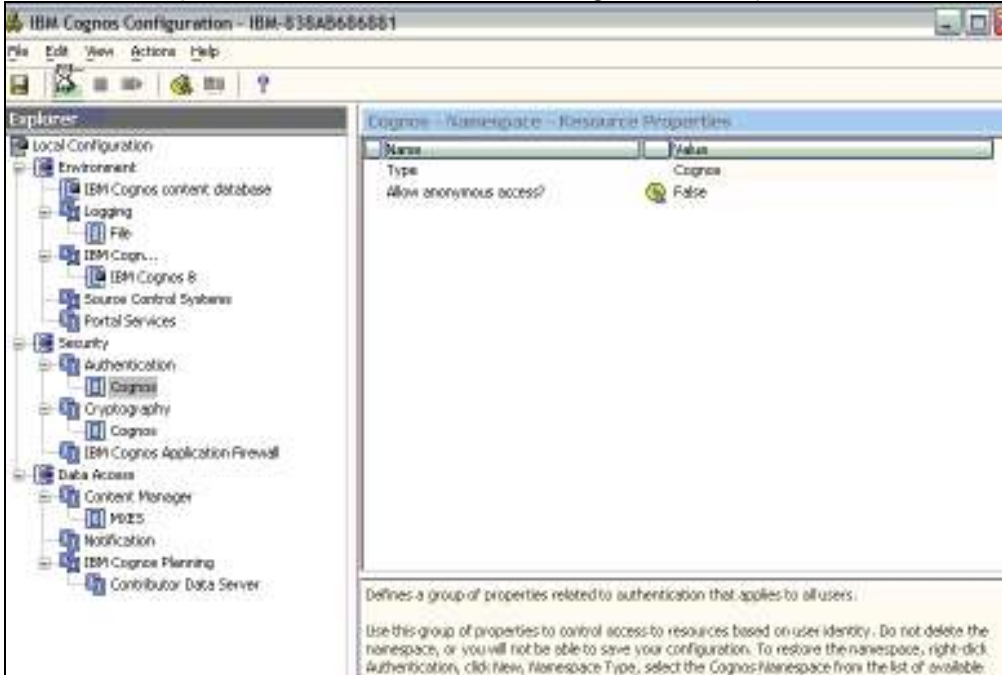 IBM Cognos Configuration - IBM-838AB686881
File Edit View Actions Help
Explorer
Local Configuration
Environment
IBM Cognos content database
Logging
File
IBM Cogn...
IBM Cognos 8
Source Control Systems
Portal Services
Security
Authentication
Cognos
Cryptography
Cognos
IBM Cognos Application Firewall
Data Access
Content Manager
MXES
Notification
IBM Cognos Planning
Contributor Data Server
Cognos - Namespace - Resource Properties
Name Value
Type Cognos
Allow anonymous access? False
Defines a group of properties related to authentication that applies to all users.
Use this group of properties to control access to resources based on user identity. Do not delete the
namespace, or you will not be able to save your configuration. To restore the namespace, right-click
Authentication, click New, Namespace Type, select the Cognos Namespace from the list of available